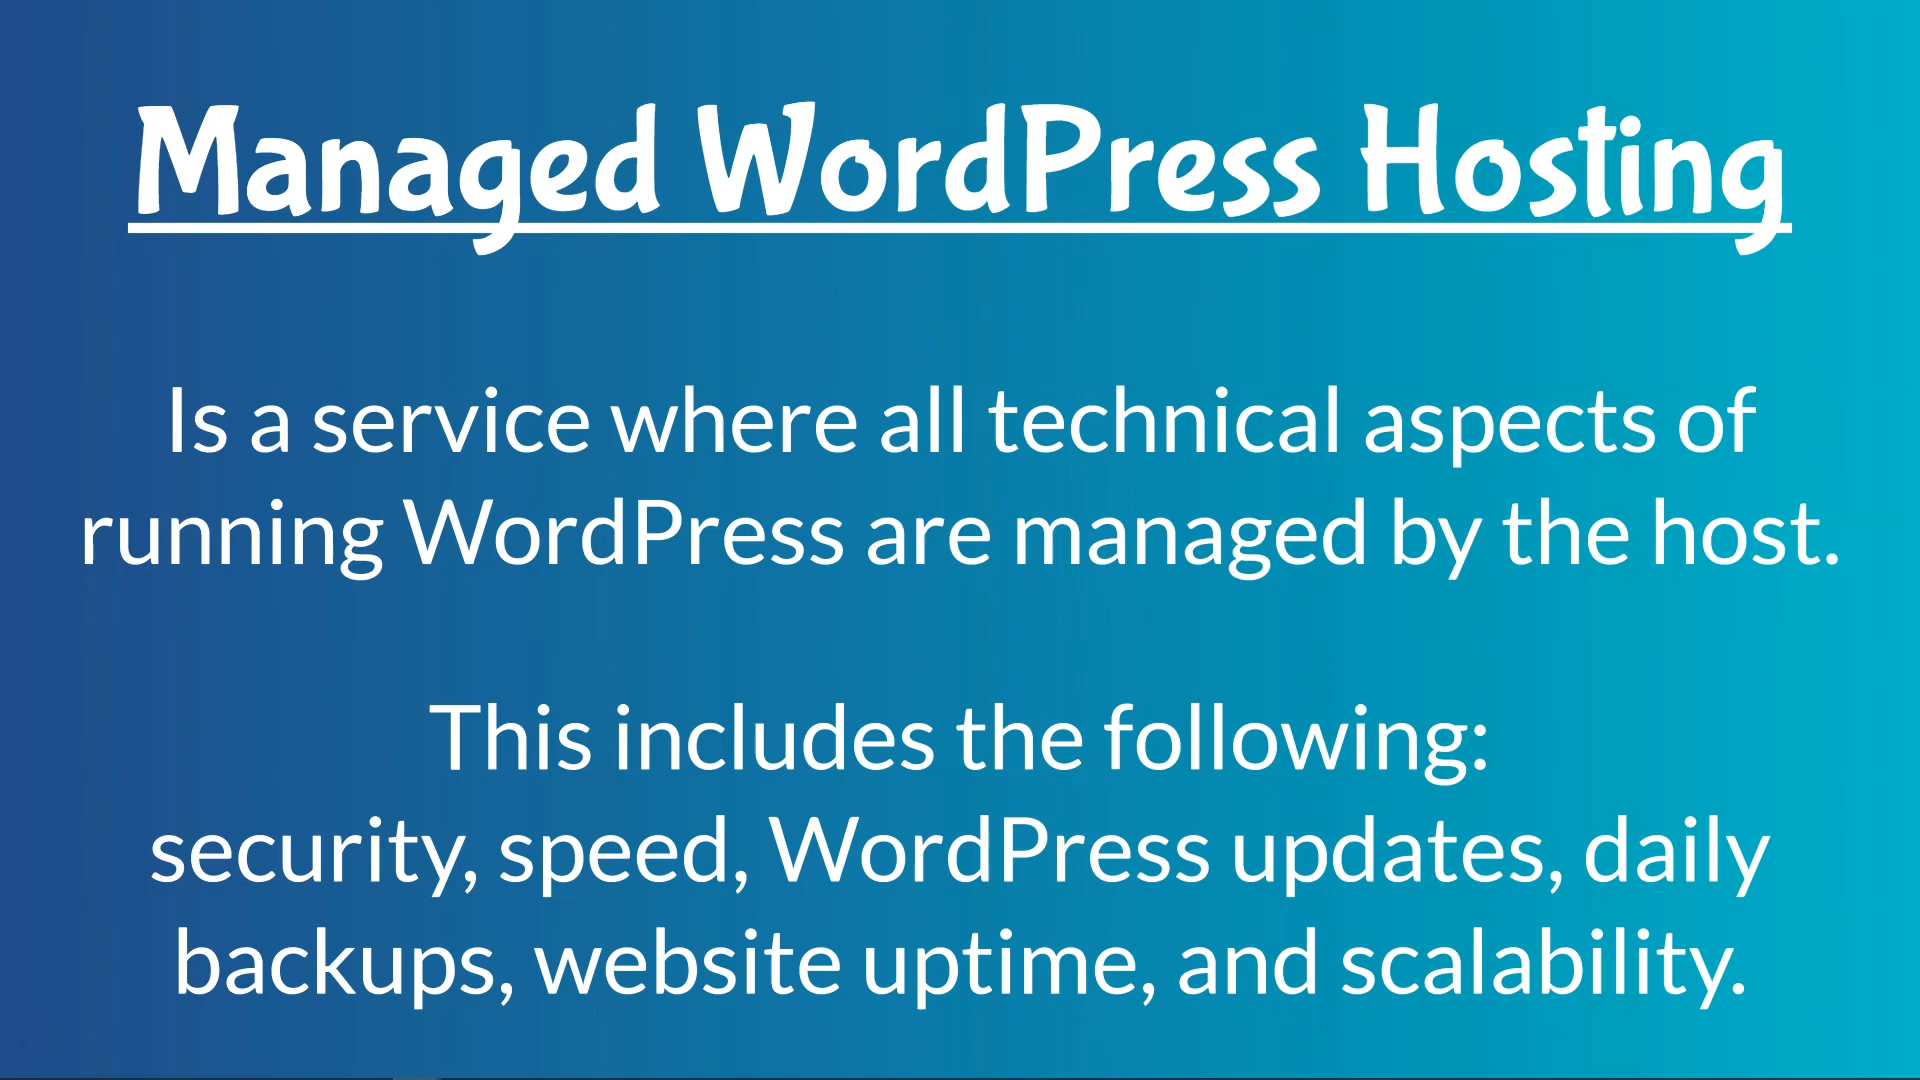 Managed WordPress Hosting
Is a service where all technical aspects of
running WordPress are managed by the host.
This includes the following:
security, speed, WordPress updates, daily
backups, website uptime, and scalability.